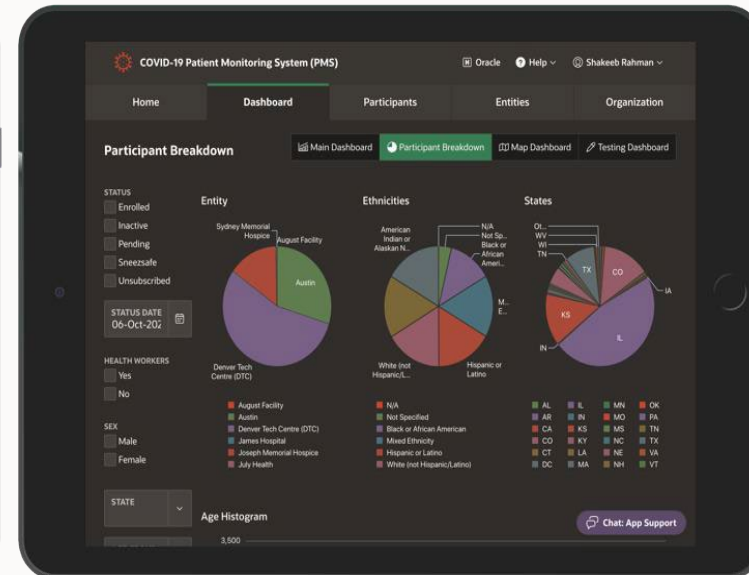 COVID-19 Patient Monitoring System (PMS)
Oracle
Help
Shakeeb Rahman
Home
Dashboard
Participants
Entities
Organization
Participant Breakdown
Main Dashboard
Participant Breakdown
Map Dashboard
Testing Dashboard
STATUS
Enrolled
Inactive
Pending
Sneezsafe
Unsubscribed
STATUS DATE
06-Oct-202
HEALTH WORKERS
Yes
No
SEX
Male
Female
STATE
Entity
Sydney Memorial
Hospice
August Facility
Austin
Denver Tech
Centre (DTC)
August Facility
Austin
Denver Tech Centre (DTC)
James Hospital
Joseph Memorial Hospice
July Health
Ethnicities
American
Indian or
Alaskan N...
N/A
Not Sp...
Black or
African
Ameri...
M...
E...
White (not
Hispanic/L...
Hispanic or
Latino
N/A
Not Specified
Black or African American
Mixed Ethnicity
Hispanic or Latino
White (not Hispanic/Latino)
States
Ot...
WV
WI
TN
TX
CO
IA
KS
IL
IN
AL IL MN OK
AR IN MO PA
CA KS MS TN
CO KY NC TX
CT LA NE VA
DC MA NH VT
Age Histogram
3,500
Chat: App Support